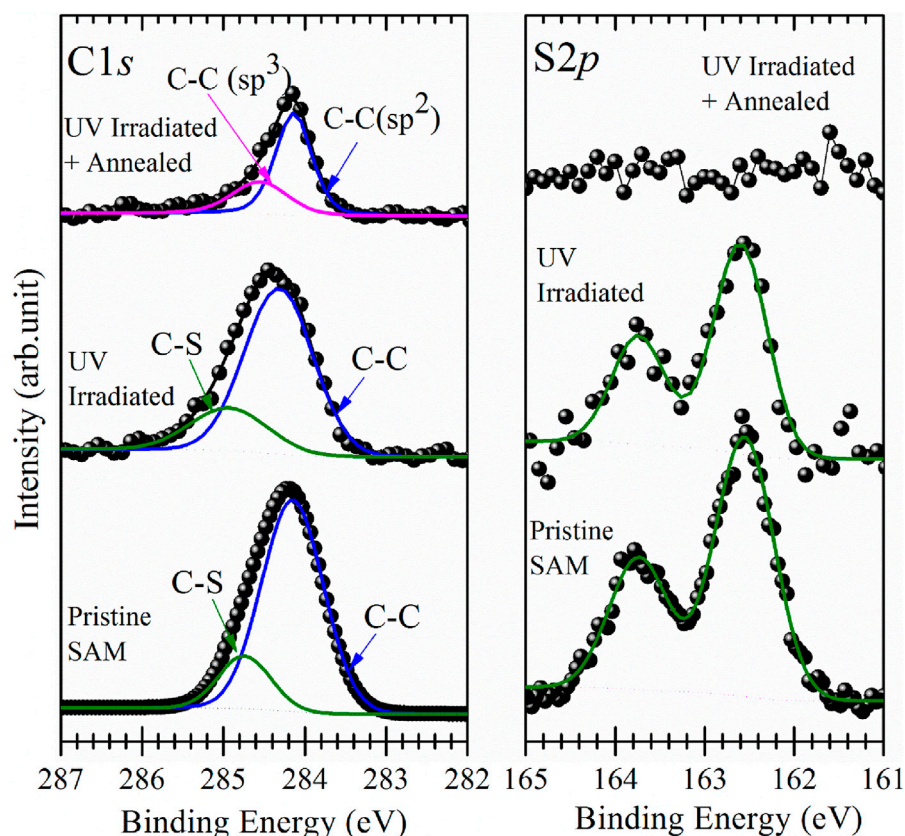 C1s
C-C (sp³)
C-C(sp²)
UV Irradiated
+ Annealed
C-S
C-C
UV
Irradiated
C-S
C-C
Pristine
SAM
287 286 285 284 283 282
Binding Energy (eV)
Intensity (arb.unit)
S2p
UV Irradiated
+ Annealed
UV
Irradiated
Pristine
SAM
165 164 163 162 161
Binding Energy (eV)